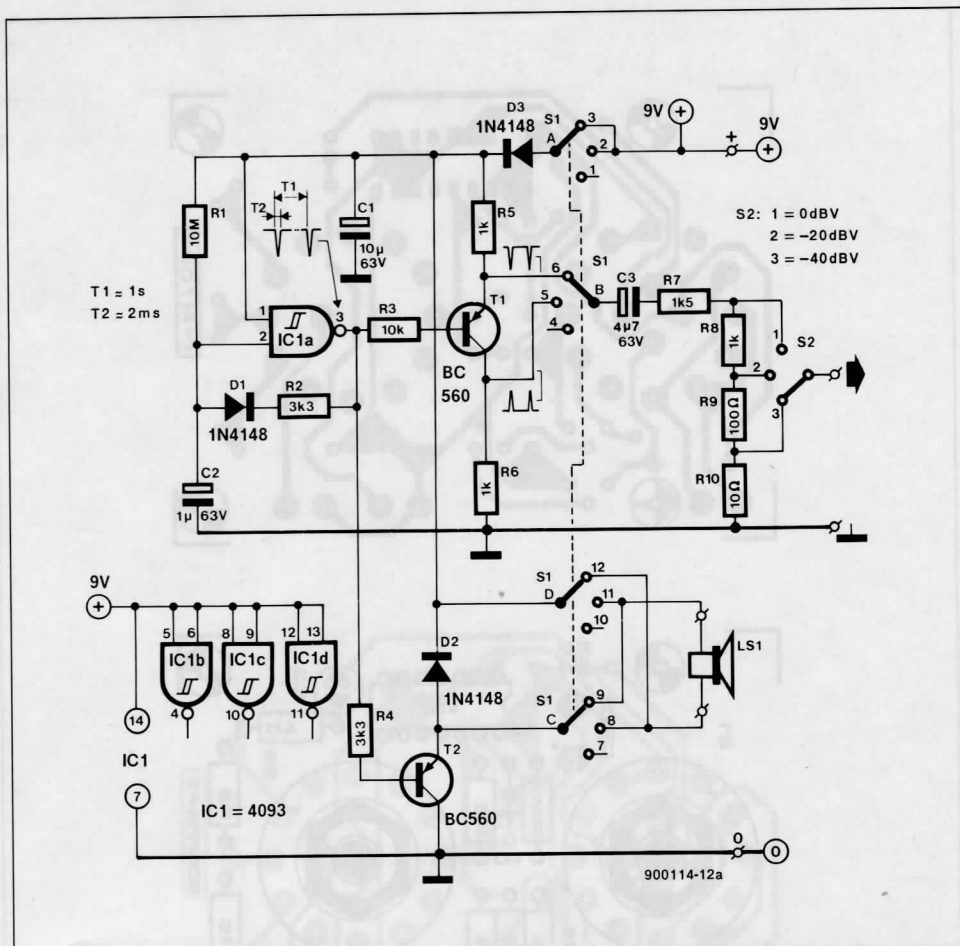 D3
1N4148
S1
A
3
2
1
9V
+
+
9V
+
R1
10M
T1
T2
C1
10µ
63V
R5
1k
S2: 1 = 0dBV
2 = −20dBV
3 = −40dBV
T1 ≃ 1s
T2 ≃ 2ms
1
2
3
IC1a
R3
10k
T1
BC
560
6
5
4
S1
B
C3
4µ7
63V
R7
1k5
R8
1k
1
2
3
S2
R9
100Ω
R10
10Ω
D1
1N4148
R2
3k3
C2
1µ
63V
R6
1k
9V
+
5
6
8
9
12
13
IC1b
IC1c
IC1d
4
10
11
14
IC1
7
IC1 = 4093
S1
D
12
11
10
D2
1N4148
R4
3k3
T2
BC560
S1
C
9
8
7
LS1
0
0
900114-12a